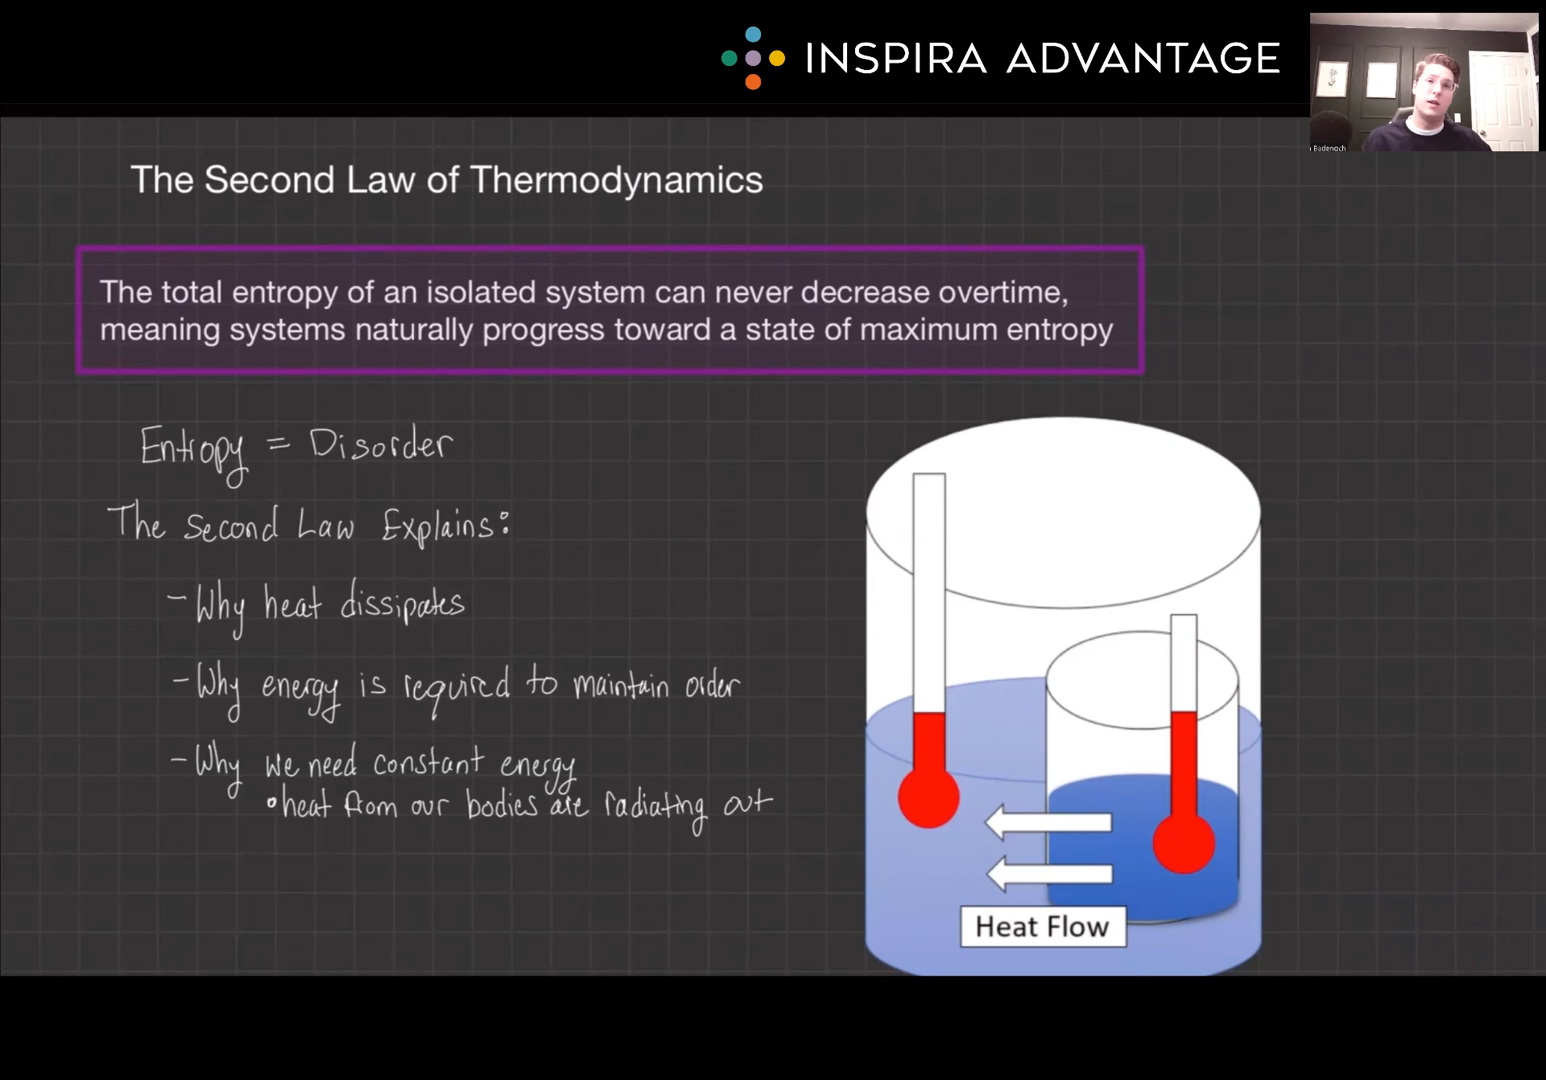 INSPIRA ADVANTAGE
Badenoch
The Second Law of Thermodynamics
The total entropy of an isolated system can never decrease overtime,
meaning systems naturally progress toward a state of maximum entropy
Entropy = Disorder
The Second Law Explains:
- Why heat dissipates
- Why energy is required to maintain order
- Why we need constant energy
• heat from our bodies are radiating out
Heat Flow